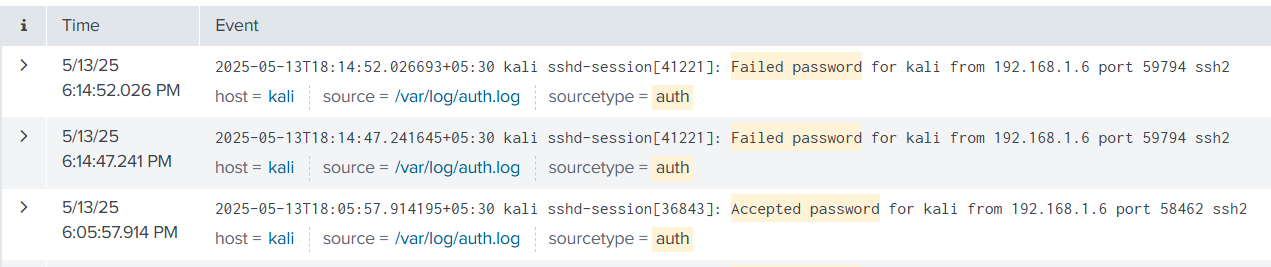 i Time Event
5/13/25
6:14:52.026 PM
2025-05-13T18:14:52.026693+05:30 kali sshd-session[41221]: Failed password for kali from 192.168.1.6 port 59794 ssh2
host = kali source = /var/log/auth.log sourcetype = auth
5/13/25
6:14:47.241 PM
2025-05-13T18:14:47.241645+05:30 kali sshd-session[41221]: Failed password for kali from 192.168.1.6 port 59794 ssh2
host = kali source = /var/log/auth.log sourcetype = auth
5/13/25
6:05:57.914 PM
2025-05-13T18:05:57.914195+05:30 kali sshd-session[36843]: Accepted password for kali from 192.168.1.6 port 58462 ssh2
host = kali source = /var/log/auth.log sourcetype = auth